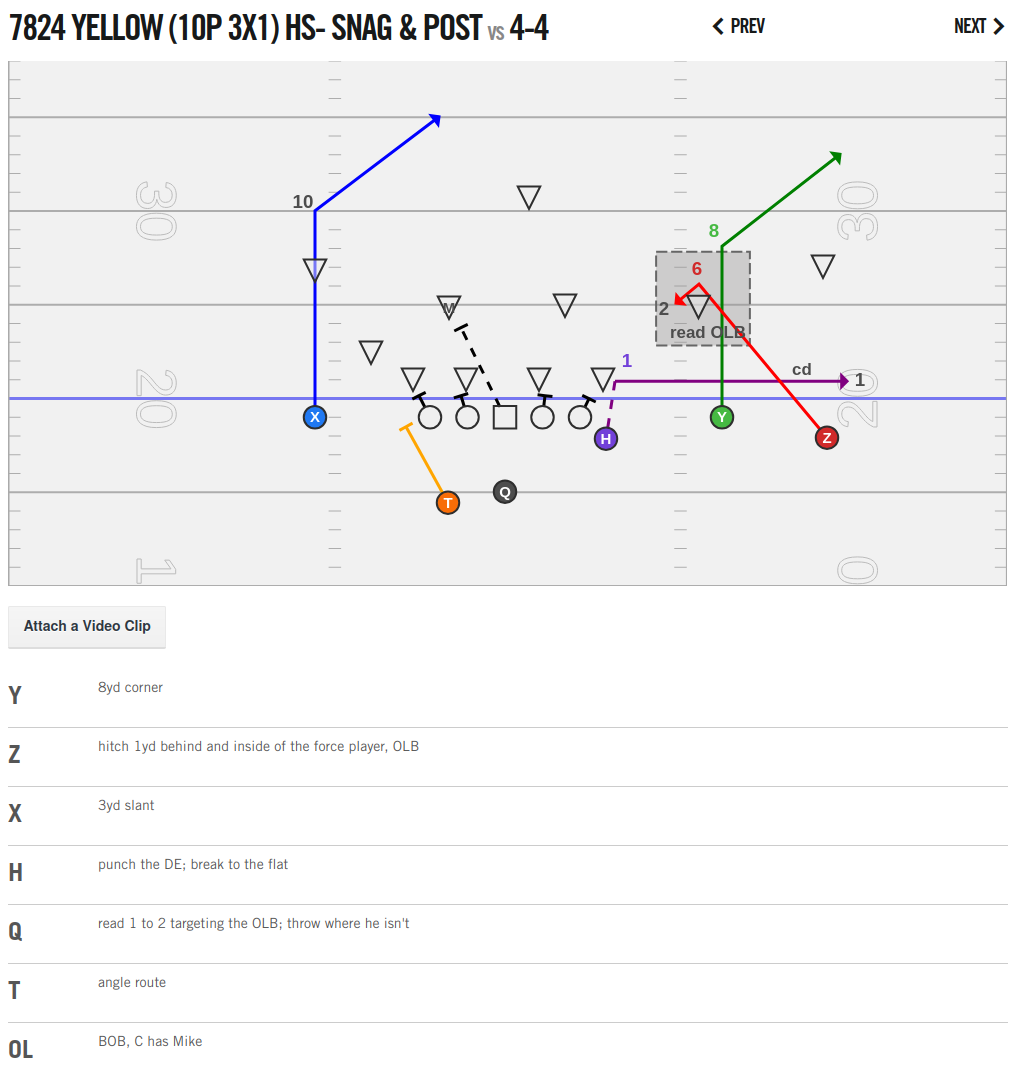 7824 YELLOW (10P 3X1) HS- SNAG & POST VS 4-4
PREV
NEXT
10
30
30
8
6
M
2
read OLB
1
cd
1
20
20
X
Y
H
Z
T
Q
1
0
Attach a Video Clip
Y
8yd corner
Z
hitch 1yd behind and inside of the force player, OLB
X
3yd slant
H
punch the DE; break to the flat
Q
read 1 to 2 targeting the OLB; throw where he isn't
T
angle route
OL
BOB, C has Mike